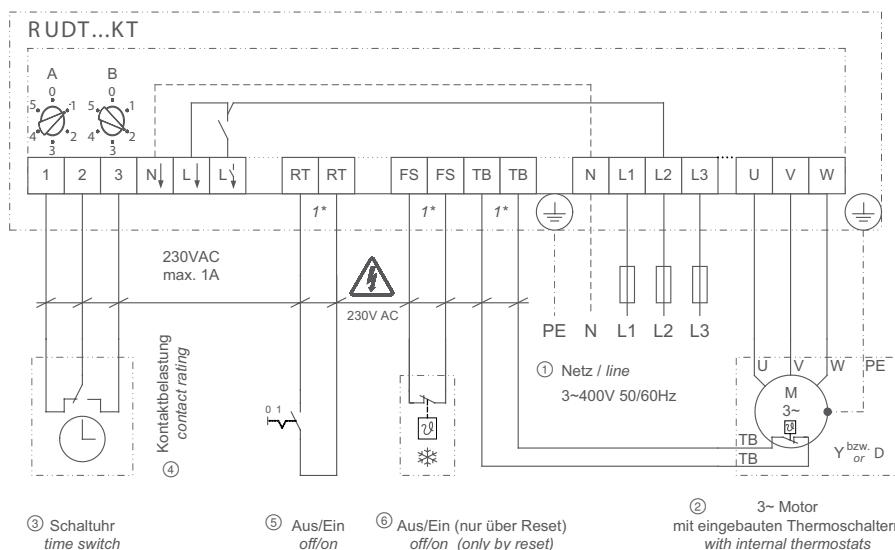 RUDT...KT
A B
0 0
5 1 5 1
4 2 4 2
3 3
1 2 3 N L L RT RT FS FS TB TB N L1 L2 L3 U V W
1* 1* 1*
230VAC
max. 1A
230V AC
PE N L1 L2 L3
① Netz / line
3~400V 50/60Hz
④ Kontaktbelastung
contact rating
0 1
ϑ
U V W PE
M
3~
ϑ
TB
TB
Y bzw. or D
③ Schaltuhr
time switch
⑤ Aus/Ein
off/on
⑥ Aus/Ein (nur über Reset)
off/on (only by reset)
② 3~ Motor
mit eingebauten Thermoschaltern
with internal thermostats